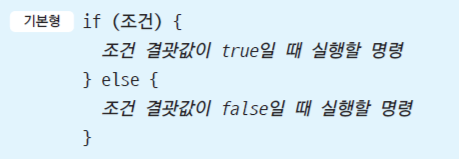 기본형 if (조건) {
조건 결괏값이 true일 때 실행할 명령
} else {
조건 결괏값이 false일 때 실행할 명령
}